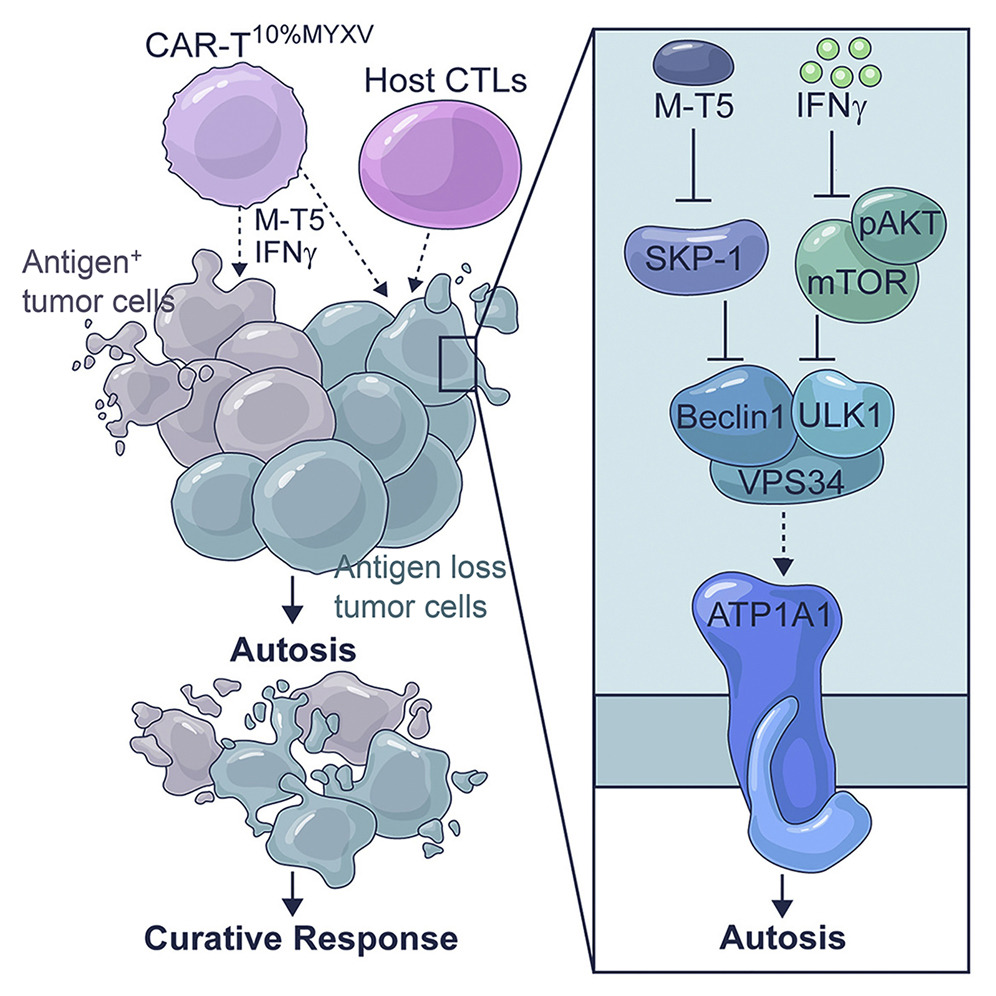 CAR-T10%MYXV
Host CTLs
M-T5
IFNγ
Antigen+
tumor cells
Antigen loss
tumor cells
Autosis
Curative Response
M-T5
IFNγ
SKP-1
pAKT
mTOR
Beclin1
ULK1
VPS34
ATP1A1
Autosis